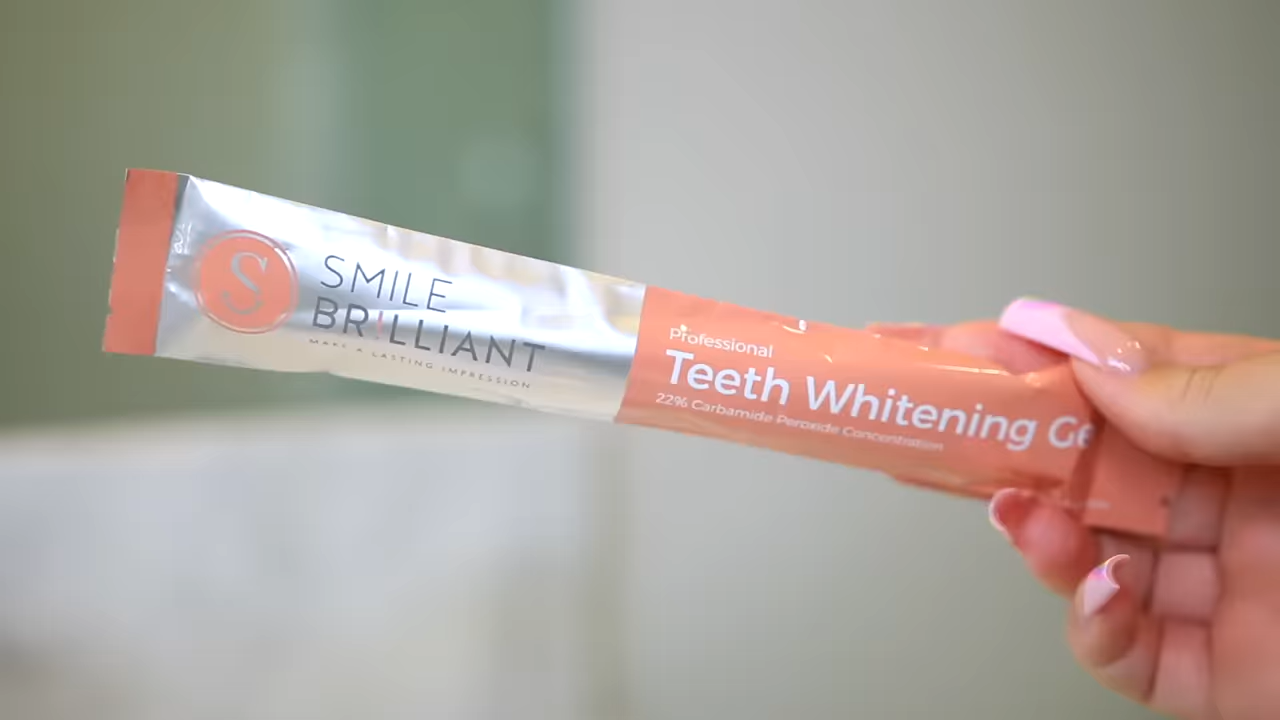 S
SMILE
BRILLIANT
MAKE A LASTING IMPRESSION
Professional
Teeth Whitening Ge
22% Carbamide Peroxide Concentration